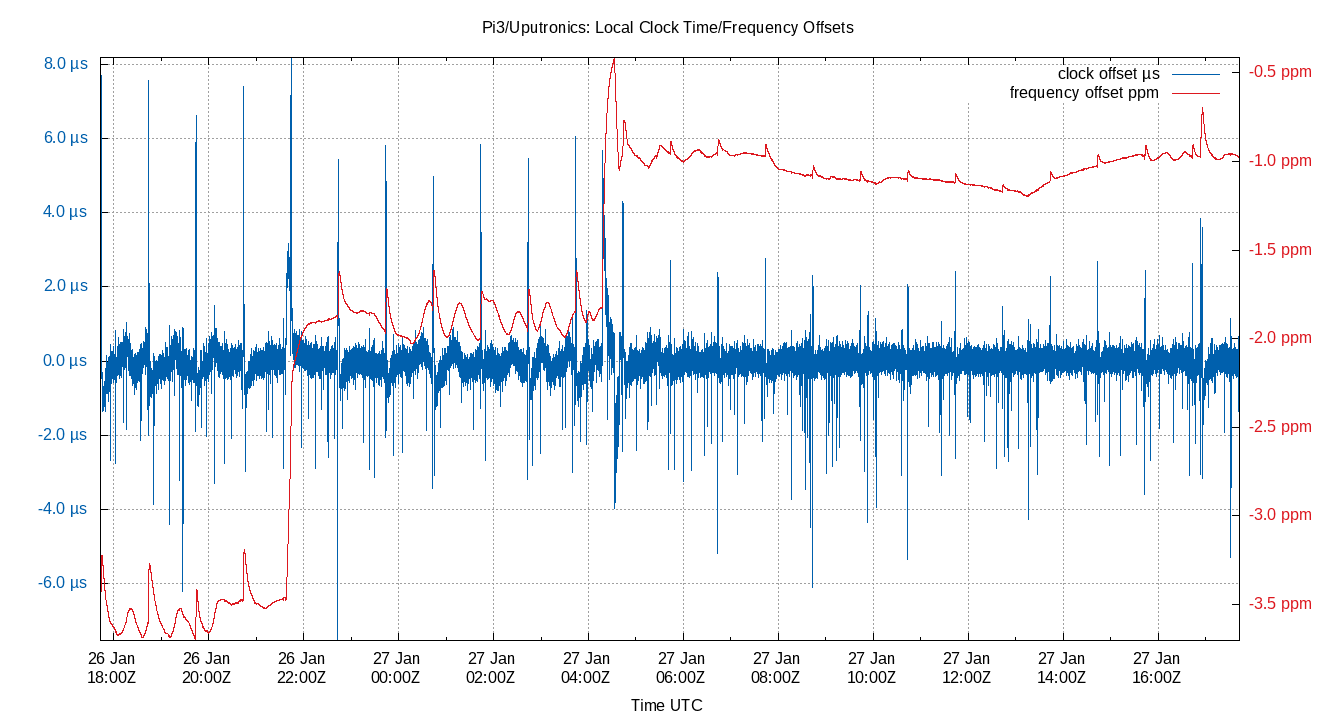 Pi3/Uputronics: Local Clock Time/Frequency Offsets
8.0 µs
6.0 µs
4.0 µs
2.0 µs
0.0 µs
-2.0 µs
-4.0 µs
-6.0 µs
clock offset µs
frequency offset ppm
-0.5 ppm
-1.0 ppm
-1.5 ppm
-2.0 ppm
-2.5 ppm
-3.0 ppm
-3.5 ppm
26 Jan 26 Jan 26 Jan 27 Jan 27 Jan 27 Jan 27 Jan 27 Jan 27 Jan 27 Jan 27 Jan 27 Jan
18:00Z 20:00Z 22:00Z 00:00Z 02:00Z 04:00Z 06:00Z 08:00Z 10:00Z 12:00Z 14:00Z 16:00Z
Time UTC